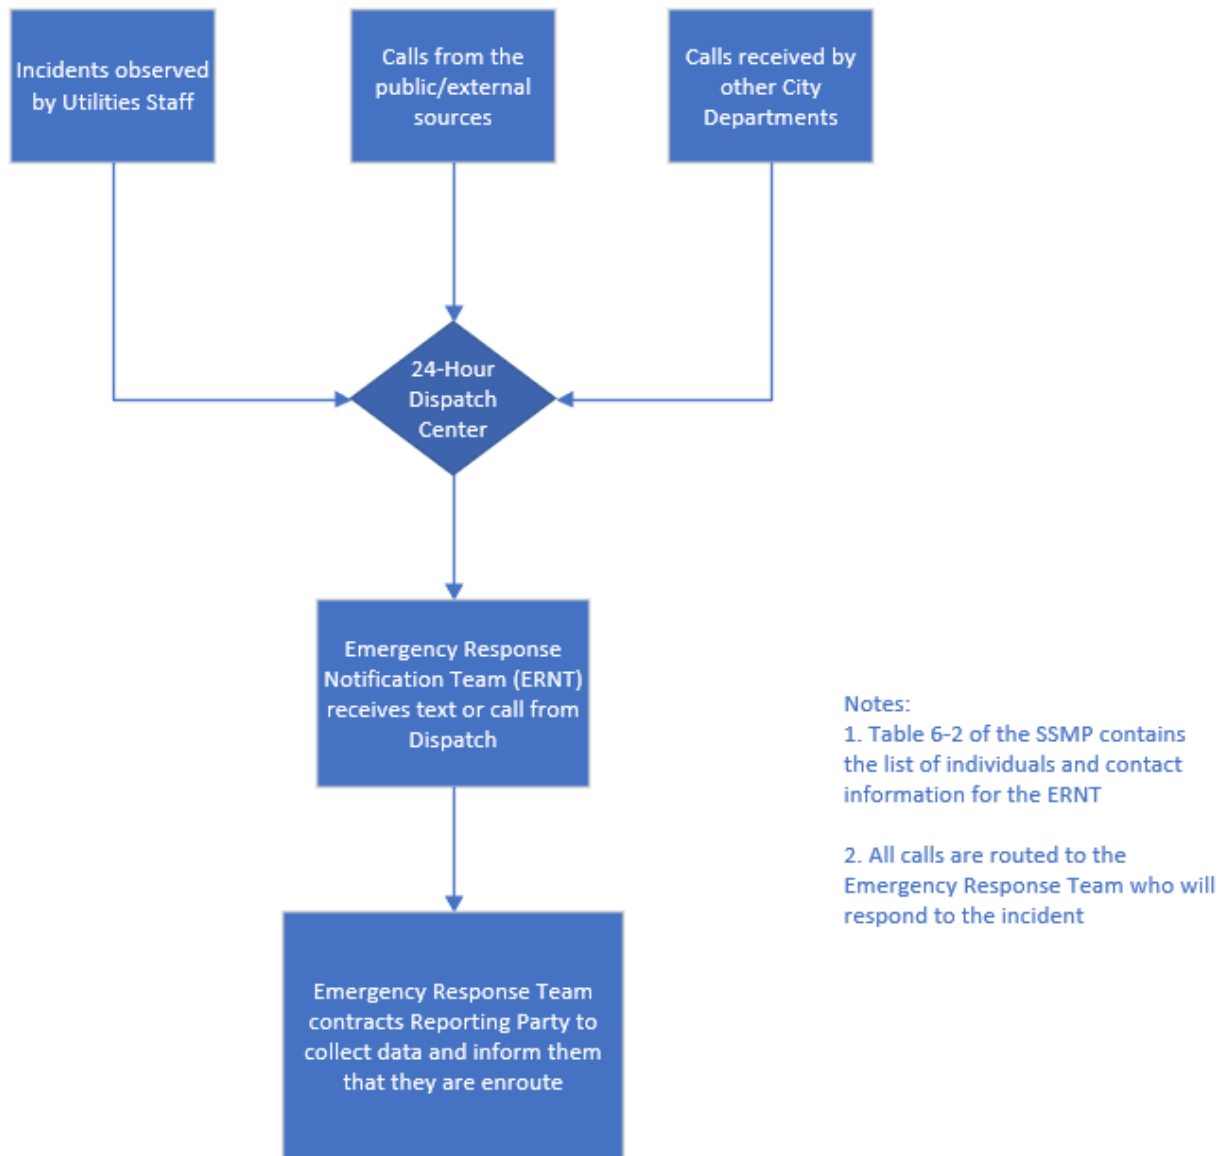 Incidents observed
by Utilities Staff
Calls from the
public/external
sources
Calls received by
other City
Departments
24-Hour
Dispatch
Center
Emergency Response
Notification Team (ERNT)
receives text or call from
Dispatch
Notes:
1. Table 6-2 of the SSMP contains
the list of individuals and contact
information for the ERNT
2. All calls are routed to the
Emergency Response Team who will
respond to the incident
Emergency Response Team
contracts Reporting Party to
collect data and inform them
that they are enroute